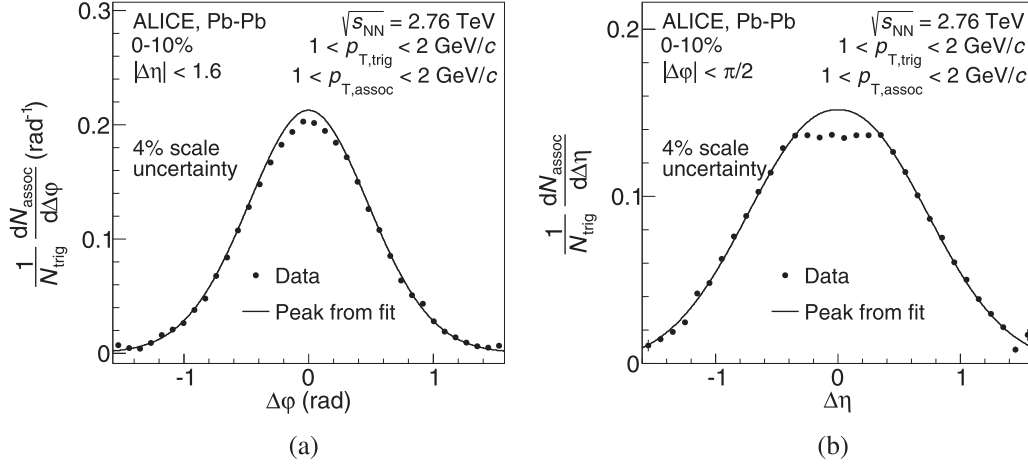 ALICE, Pb-Pb
0-10%
|Δη| < 1.6
√s_NN = 2.76 TeV
1 < p_T,trig < 2 GeV/c
1 < p_T,assoc < 2 GeV/c
4% scale
uncertainty
Data
Peak from fit
1/N_trig dN_assoc/dΔφ (rad⁻¹)
0.3
0.2
0.1
0
-1 0 1
Δφ (rad)
(a)
ALICE, Pb-Pb
0-10%
|Δφ| < π/2
√s_NN = 2.76 TeV
1 < p_T,trig < 2 GeV/c
1 < p_T,assoc < 2 GeV/c
4% scale
uncertainty
Data
Peak from fit
1/N_trig dN_assoc/dΔη
0.2
0.1
0
-1 0 1
Δη
(b)